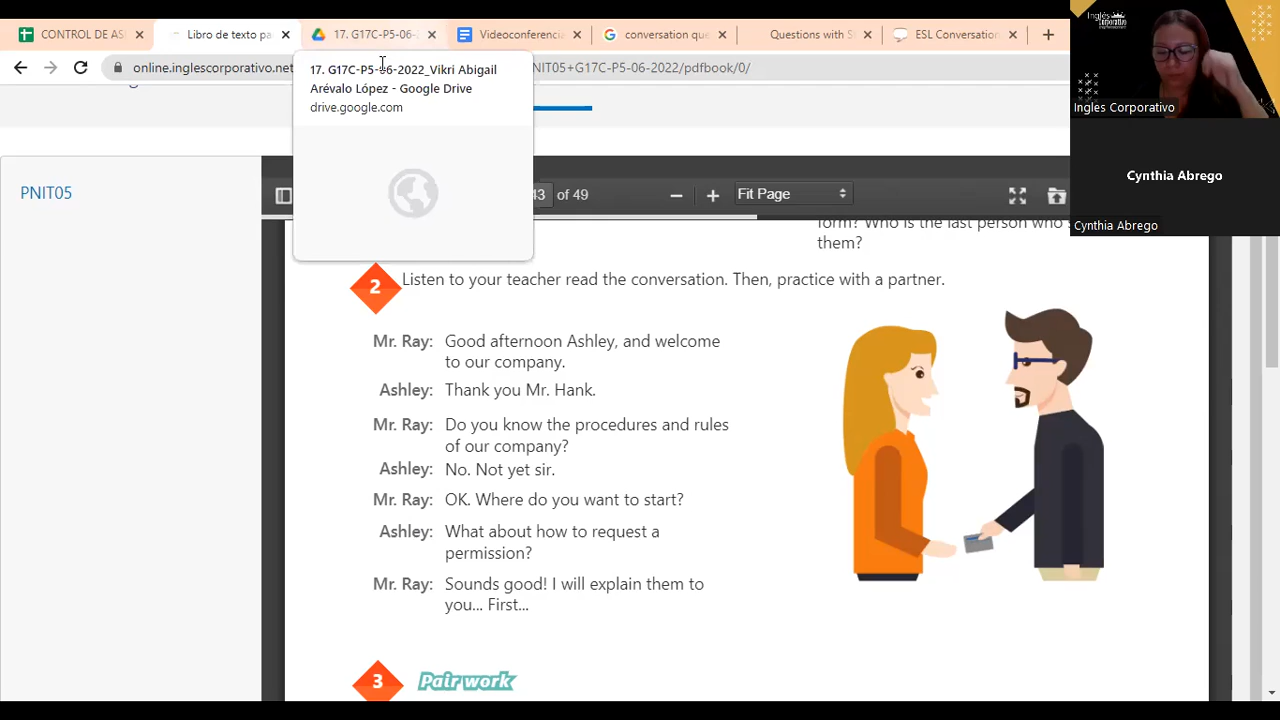 CONTROL DE AS
Libro de texto pa
17. G17C-P5-06-
Videoconferencia
conversation que
Questions with S
ESL Conversation
online.inglescorporativo.net
NIT05+G17C-P5-06-2022/pdfbook/0/
17. G17C-P5-06-2022_Vikri Abigail
Arévalo López - Google Drive
drive.google.com
Inglés
Corporativo
Ingles Corporativo
Cynthia Abrego
Cynthia Abrego
PNIT05
43 of 49
Fit Page
form? Who is the last person who s
them?
2 Listen to your teacher read the conversation. Then, practice with a partner.
Mr. Ray: Good afternoon Ashley, and welcome
to our company.
Ashley: Thank you Mr. Hank.
Mr. Ray: Do you know the procedures and rules
of our company?
Ashley: No. Not yet sir.
Mr. Ray: OK. Where do you want to start?
Ashley: What about how to request a
permission?
Mr. Ray: Sounds good! I will explain them to
you... First...
3 Pair work